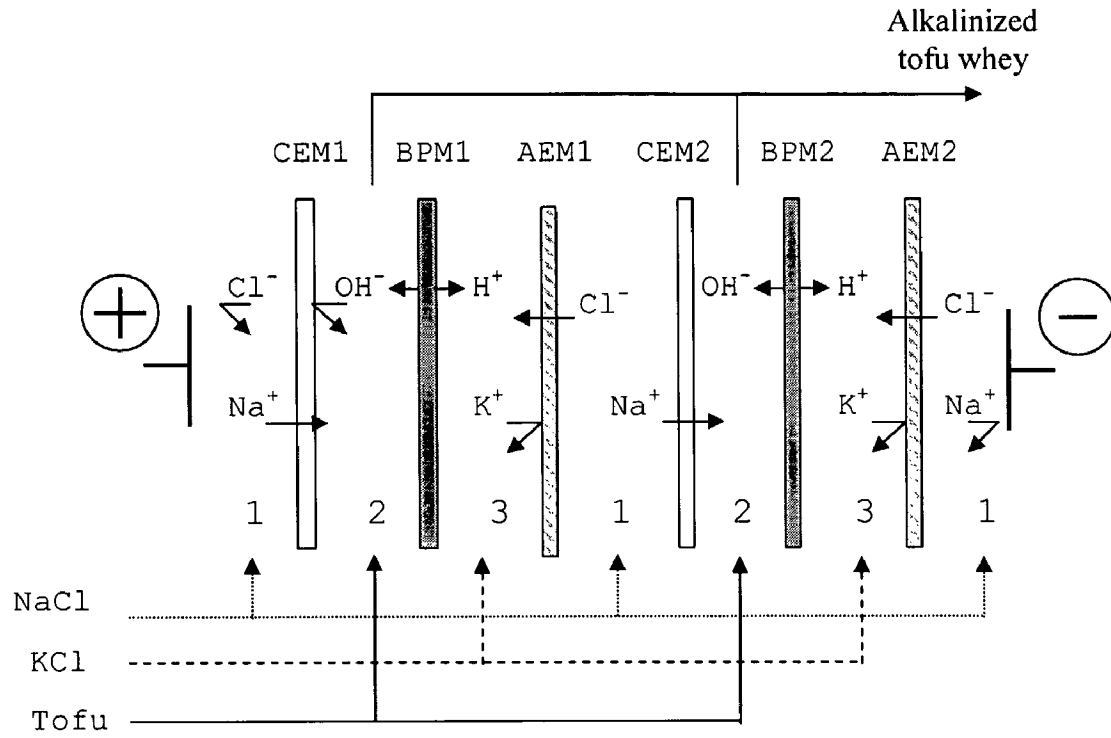 Alkalinized
tofu whey
CEM1 BPM1 AEM1 CEM2 BPM2 AEM2
Cl⁻ OH⁻ H⁺ Cl⁻ OH⁻ H⁺ Cl⁻
+ −
Na⁺ K⁺ Na⁺ K⁺ Na⁺
1 2 3 1 2 3 1
NaCl
KCl
Tofu